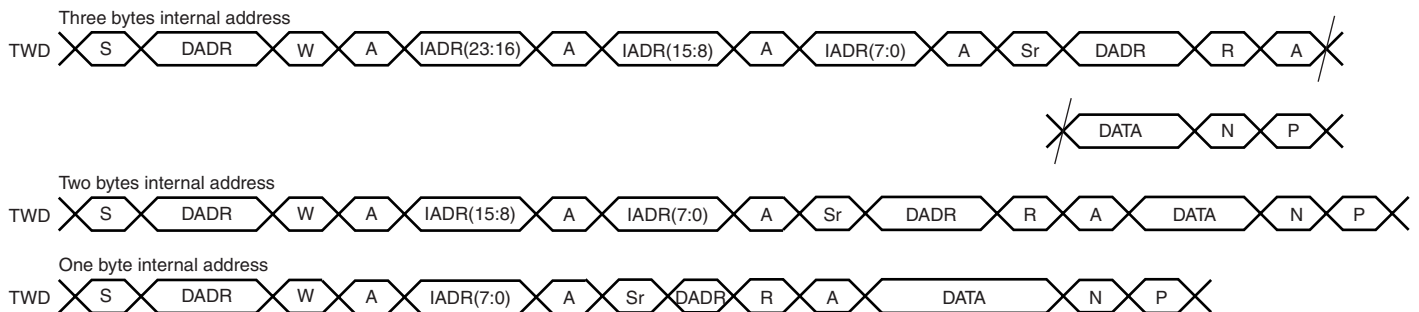 Three bytes internal address
TWD S DADR W A IADR(23:16) A IADR(15:8) A IADR(7:0) A Sr DADR R A
DATA N P
Two bytes internal address
TWD S DADR W A IADR(15:8) A IADR(7:0) A Sr DADR R A DATA N P
One byte internal address
TWD S DADR W A IADR(7:0) A Sr DADR R A DATA N P